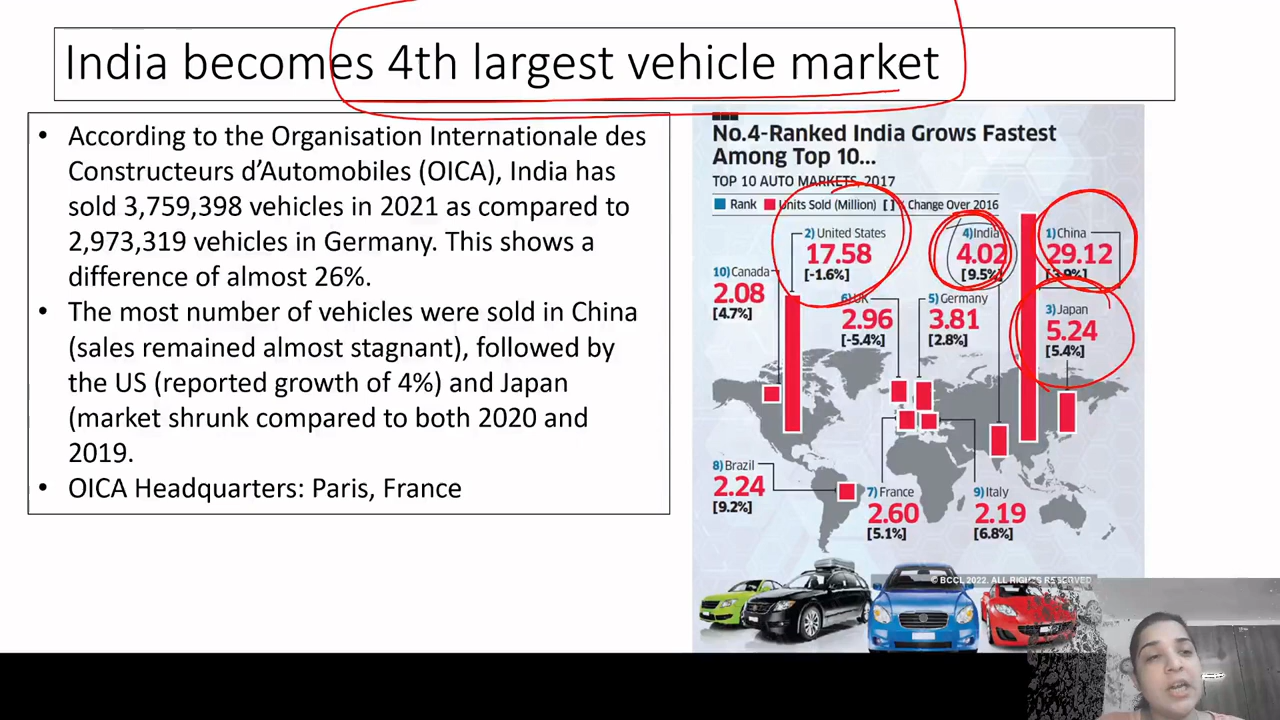 India becomes 4th largest vehicle market
• According to the Organisation Internationale des
Constructeurs d’Automobiles (OICA), India has
sold 3,759,398 vehicles in 2021 as compared to
2,973,319 vehicles in Germany. This shows a
difference of almost 26%.
• The most number of vehicles were sold in China
(sales remained almost stagnant), followed by
the US (reported growth of 4%) and Japan
(market shrunk compared to both 2020 and
2019.
• OICA Headquarters: Paris, France
No.4-Ranked India Grows Fastest
Among Top 10...
TOP 10 AUTO MARKETS, 2017
Rank Units Sold (Million) [ ] % Change Over 2016
2) United States
17.58
[-1.6%]
4) India
4.02
[9.5%]
1) China
29.12
10) Canada
2.08
[4.7%]
6) UK
2.96
[-5.4%]
5) Germany
3.81
[2.8%]
3) Japan
5.24
[5.4%]
8) Brazil
2.24
[9.2%]
7) France
2.60
[5.1%]
9) Italy
2.19
[6.8%]
© BCCL 2022. ALL RIGHTS RESERVED